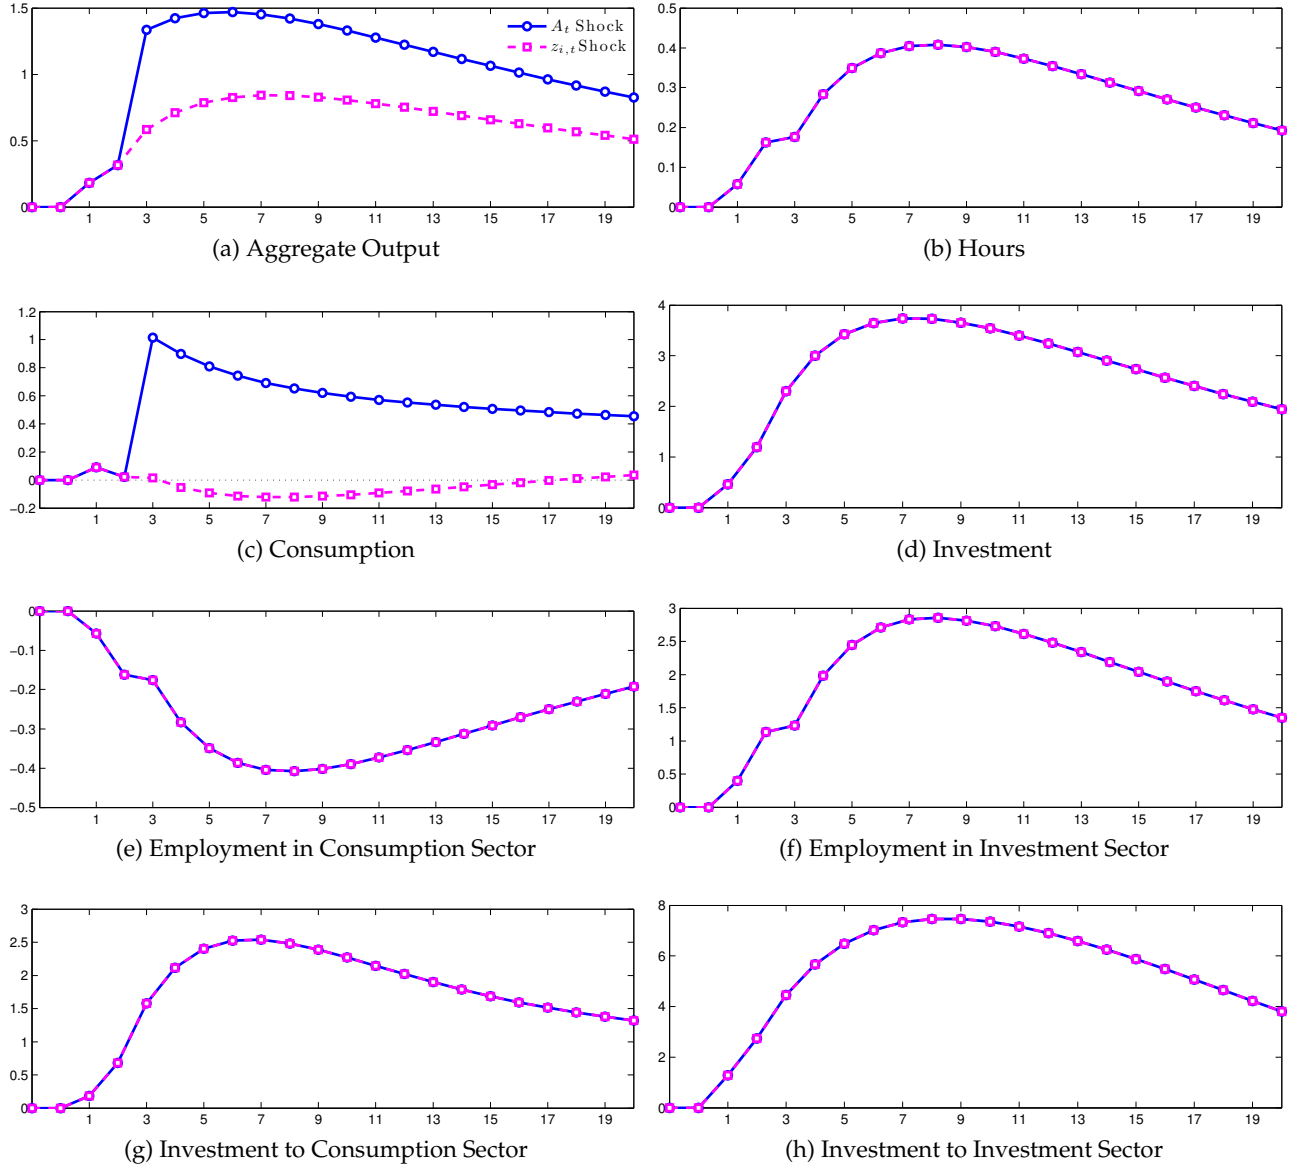 1.5
1
0.5
0
1 3 5 7 9 11 13 15 17 19
A_t Shock
z_{i,t} Shock
(a) Aggregate Output
0.5
0.4
0.3
0.2
0.1
0
1 3 5 7 9 11 13 15 17 19
(b) Hours
1.2
1
0.8
0.6
0.4
0.2
0
−0.2
1 3 5 7 9 11 13 15 17 19
(c) Consumption
4
3
2
1
0
1 3 5 7 9 11 13 15 17 19
(d) Investment
0
−0.1
−0.2
−0.3
−0.4
−0.5
1 3 5 7 9 11 13 15 17 19
(e) Employment in Consumption Sector
3
2.5
2
1.5
1
0.5
0
1 3 5 7 9 11 13 15 17 19
(f) Employment in Investment Sector
3
2.5
2
1.5
1
0.5
0
1 3 5 7 9 11 13 15 17 19
(g) Investment to Consumption Sector
8
6
4
2
0
1 3 5 7 9 11 13 15 17 19
(h) Investment to Investment Sector